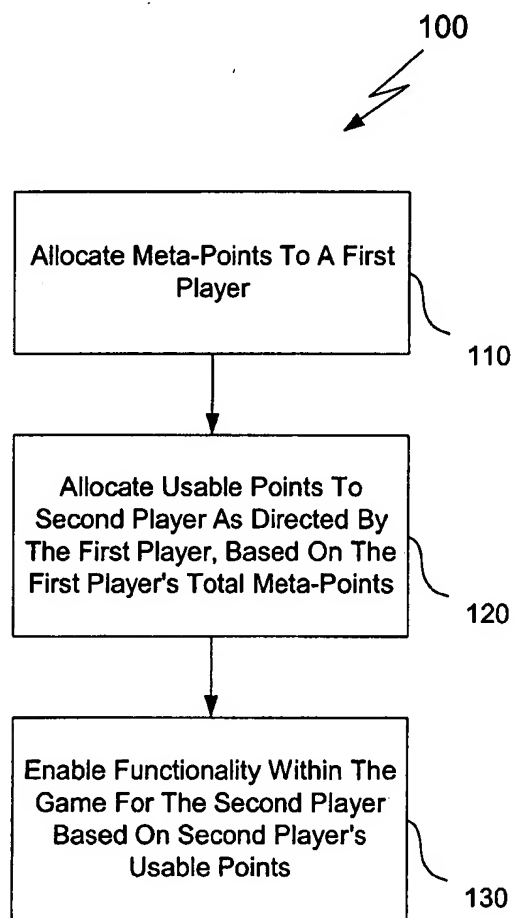 100
Allocate Meta-Points To A First
Player
110
Allocate Usable Points To
Second Player As Directed By
The First Player, Based On The
First Player's Total Meta-Points
120
Enable Functionality Within The
Game For The Second Player
Based On Second Player's
Usable Points
130